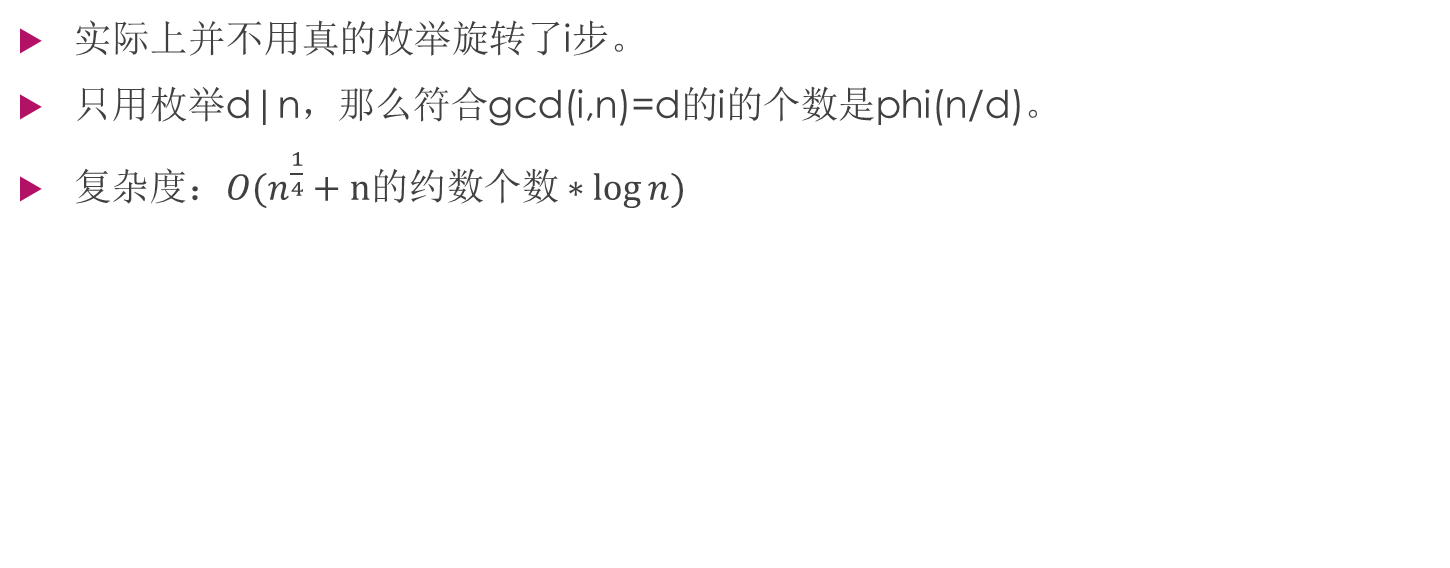 实际上并不用真的枚举旋转了i步。
只用枚举d|n，那么符合gcd(i,n)=d的i的个数是phi(n/d)。
复杂度：O(n^{\frac{1}{4}} + n的约数个数 * log n)